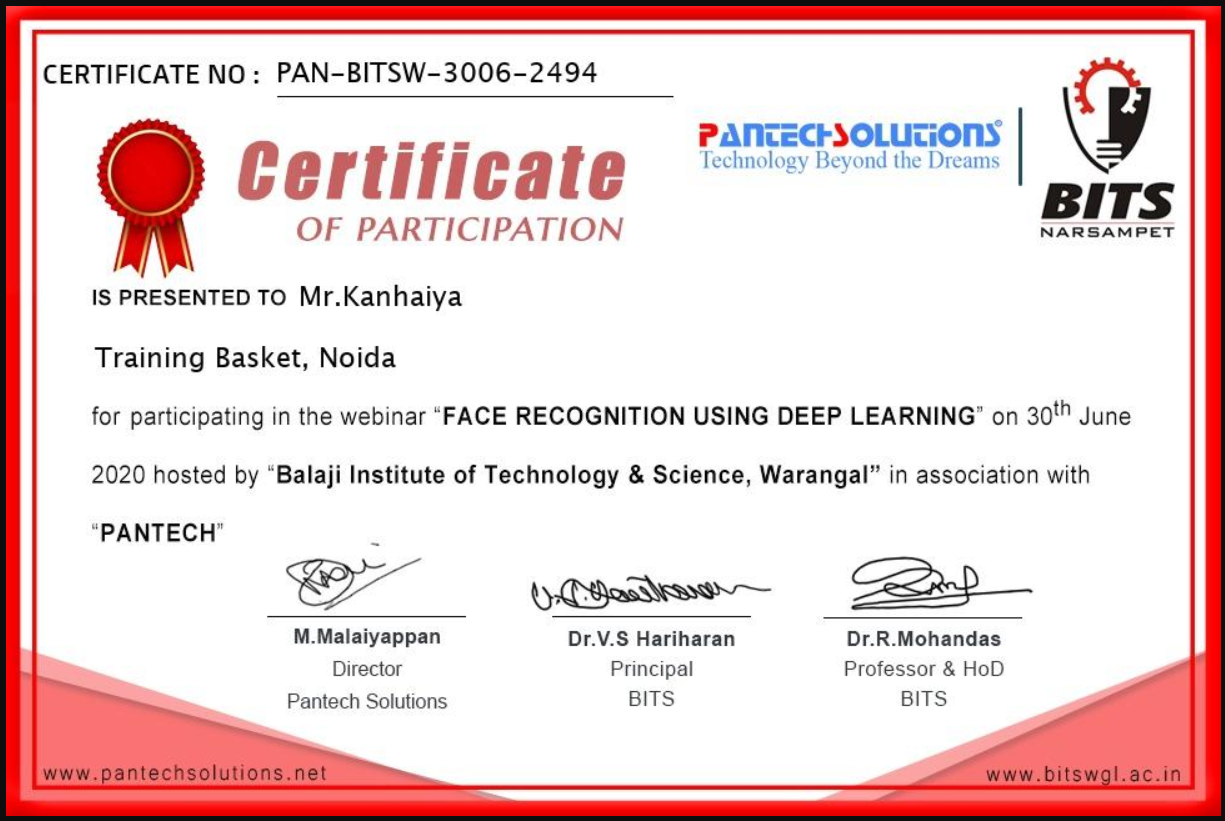 CERTIFICATE NO : PAN-BITSW-3006-2494
PANTECH SOLUTIONS®
Technology Beyond the Dreams
BITS
NARSAMPET
Certificate
OF PARTICIPATION
IS PRESENTED TO Mr.Kanhaiya
Training Basket, Noida
for participating in the webinar “FACE RECOGNITION USING DEEP LEARNING” on 30th June
2020 hosted by “Balaji Institute of Technology & Science, Warangal” in association with
“PANTECH”
M.Malaiyappan
Director
Pantech Solutions
Dr.V.S Hariharan
Principal
BITS
Dr.R.Mohandas
Professor & HoD
BITS
www.pantechsolutions.net
www.bitswgl.ac.in